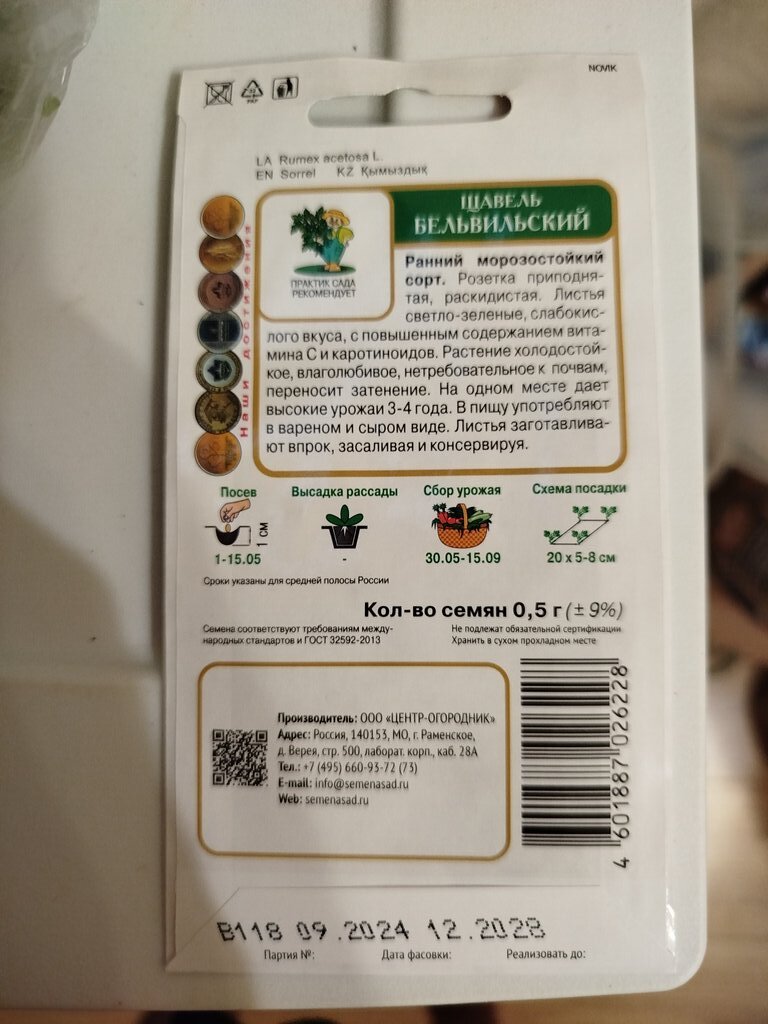 NOVIK
PAP
LA Rumex acetosa L.
EN Sorrel KZ Қымыздық
ЩАВЕЛЬ
БЕЛЬВИЛЬСКИЙ
ПРАКТИК САДА
РЕКОМЕНДУЕТ
Наши достижения
Ранний морозостойкий
сорт. Розетка приподня-
тая, раскидистая. Листья
светло-зеленые, слабокис-
лого вкуса, с повышенным содержанием вита-
мина С и каротиноидов. Растение холодостой-
кое, влаголюбивое, нетребовательное к почвам,
переносит затенение. На одном месте дает
высокие урожаи 3-4 года. В пищу употребляют
в вареном и сыром виде. Листья заготавлива-
ют впрок, засаливая и консервируя.
Посев Высадка рассады Сбор урожая Схема посадки
1 СМ
1-15.05 - 30.05-15.09 20 х 5-8 см
Сроки указаны для средней полосы России
Кол-во семян 0,5 г (± 9%)
Семена соответствуют требованиям между-
народных стандартов и ГОСТ 32592-2013
Не подлежат обязательной сертификации
Хранить в сухом прохладном месте
Производитель: ООО «ЦЕНТР-ОГОРОДНИК»
Адрес: Россия, 140153, МО, г. Раменское,
д. Верея, стр. 500, лаборат. корп., каб. 28А
Тел.: +7 (495) 660-93-72 (73)
E-mail: info@semenasad.ru
Web: semenasad.ru
4 601887 026228
В118 09.2024 12.2028
Партия №: Дата фасовки: Реализовать до: